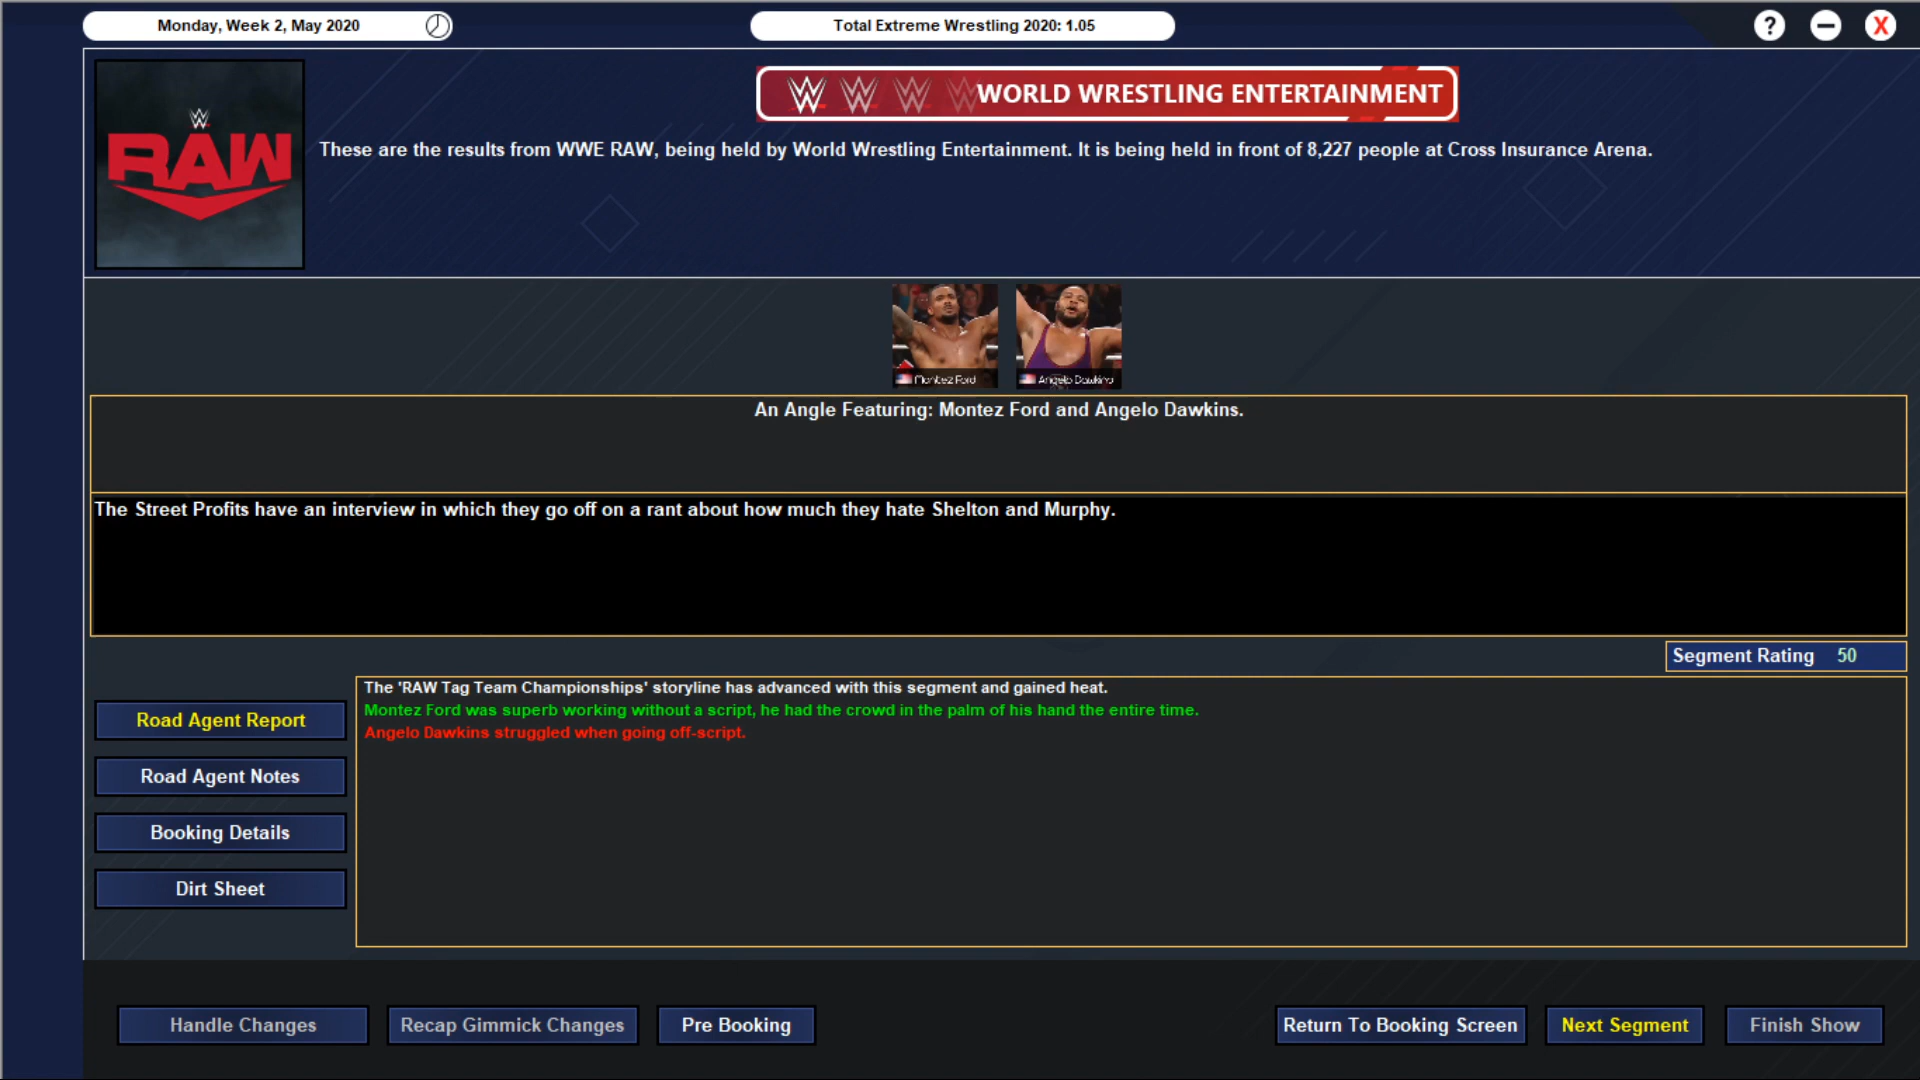 Monday, Week 2, May 2020
Total Extreme Wrestling 2020: 1.05
?
X
W
RAW
WORLD WRESTLING ENTERTAINMENT
These are the results from WWE RAW, being held by World Wrestling Entertainment. It is being held in front of 8,227 people at Cross Insurance Arena.
Montez Ford
Angelo Dawkins
An Angle Featuring: Montez Ford and Angelo Dawkins.
The Street Profits have an interview in which they go off on a rant about how much they hate Shelton and Murphy.
Segment Rating 50
The 'RAW Tag Team Championships' storyline has advanced with this segment and gained heat.
Montez Ford was superb working without a script, he had the crowd in the palm of his hand the entire time.
Angelo Dawkins struggled when going off-script.
Road Agent Report
Road Agent Notes
Booking Details
Dirt Sheet
Handle Changes
Recap Gimmick Changes
Pre Booking
Return To Booking Screen
Next Segment
Finish Show